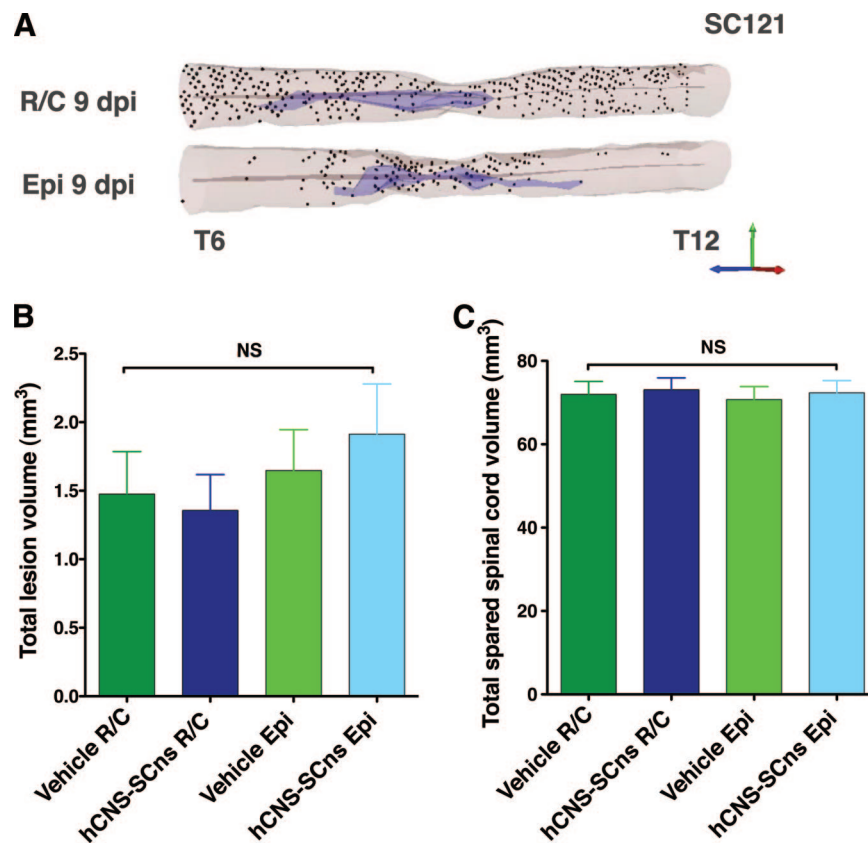 A
SC121
R/C 9 dpi
Epi 9 dpi
T6
T12
B
Total lesion volume (mm³)
2.5
2.0
1.5
1.0
0.5
0.0
NS
Vehicle R/C
hCNS-SCns R/C
Vehicle Epi
hCNS-SCns Epi
C
Total spared spinal cord volume (mm³)
80
60
40
20
0
NS
Vehicle R/C
hCNS-SCns R/C
Vehicle Epi
hCNS-SCns Epi